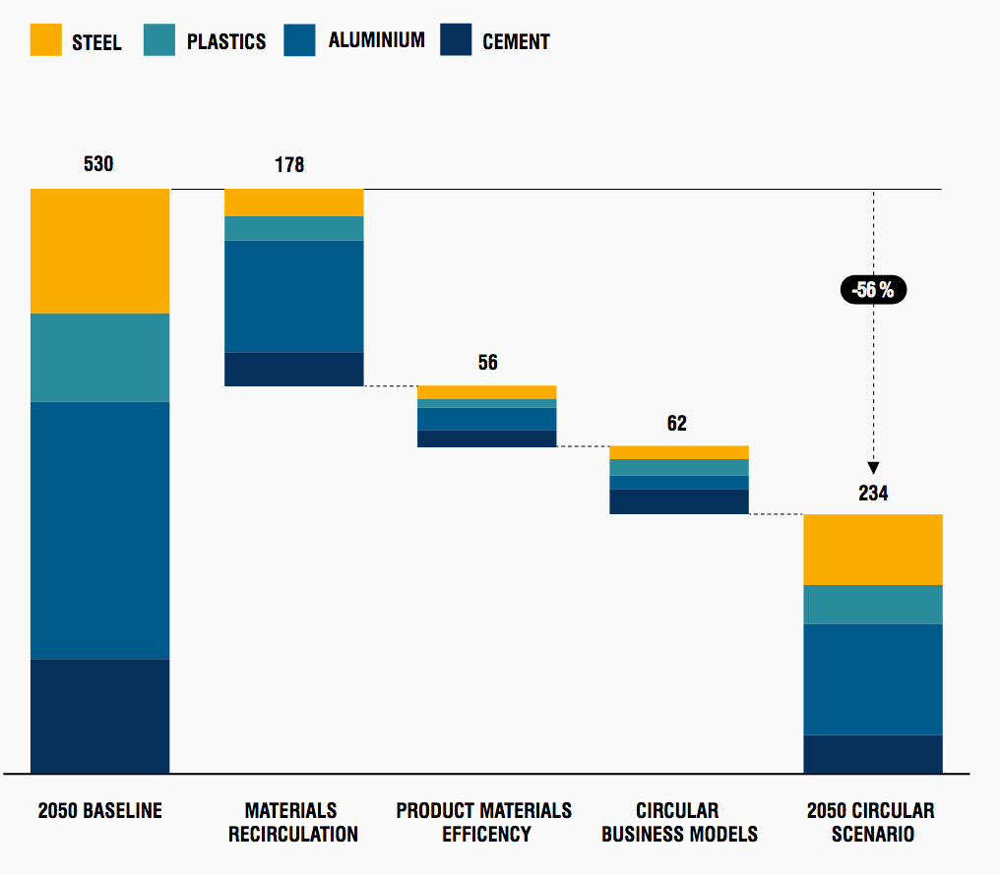 STEEL
PLASTICS
ALUMINIUM
CEMENT
530
178
-56 %
56
62
234
2050 BASELINE
MATERIALS
RECIRCULATION
PRODUCT MATERIALS
EFFICENCY
CIRCULAR
BUSINESS MODELS
2050 CIRCULAR
SCENARIO